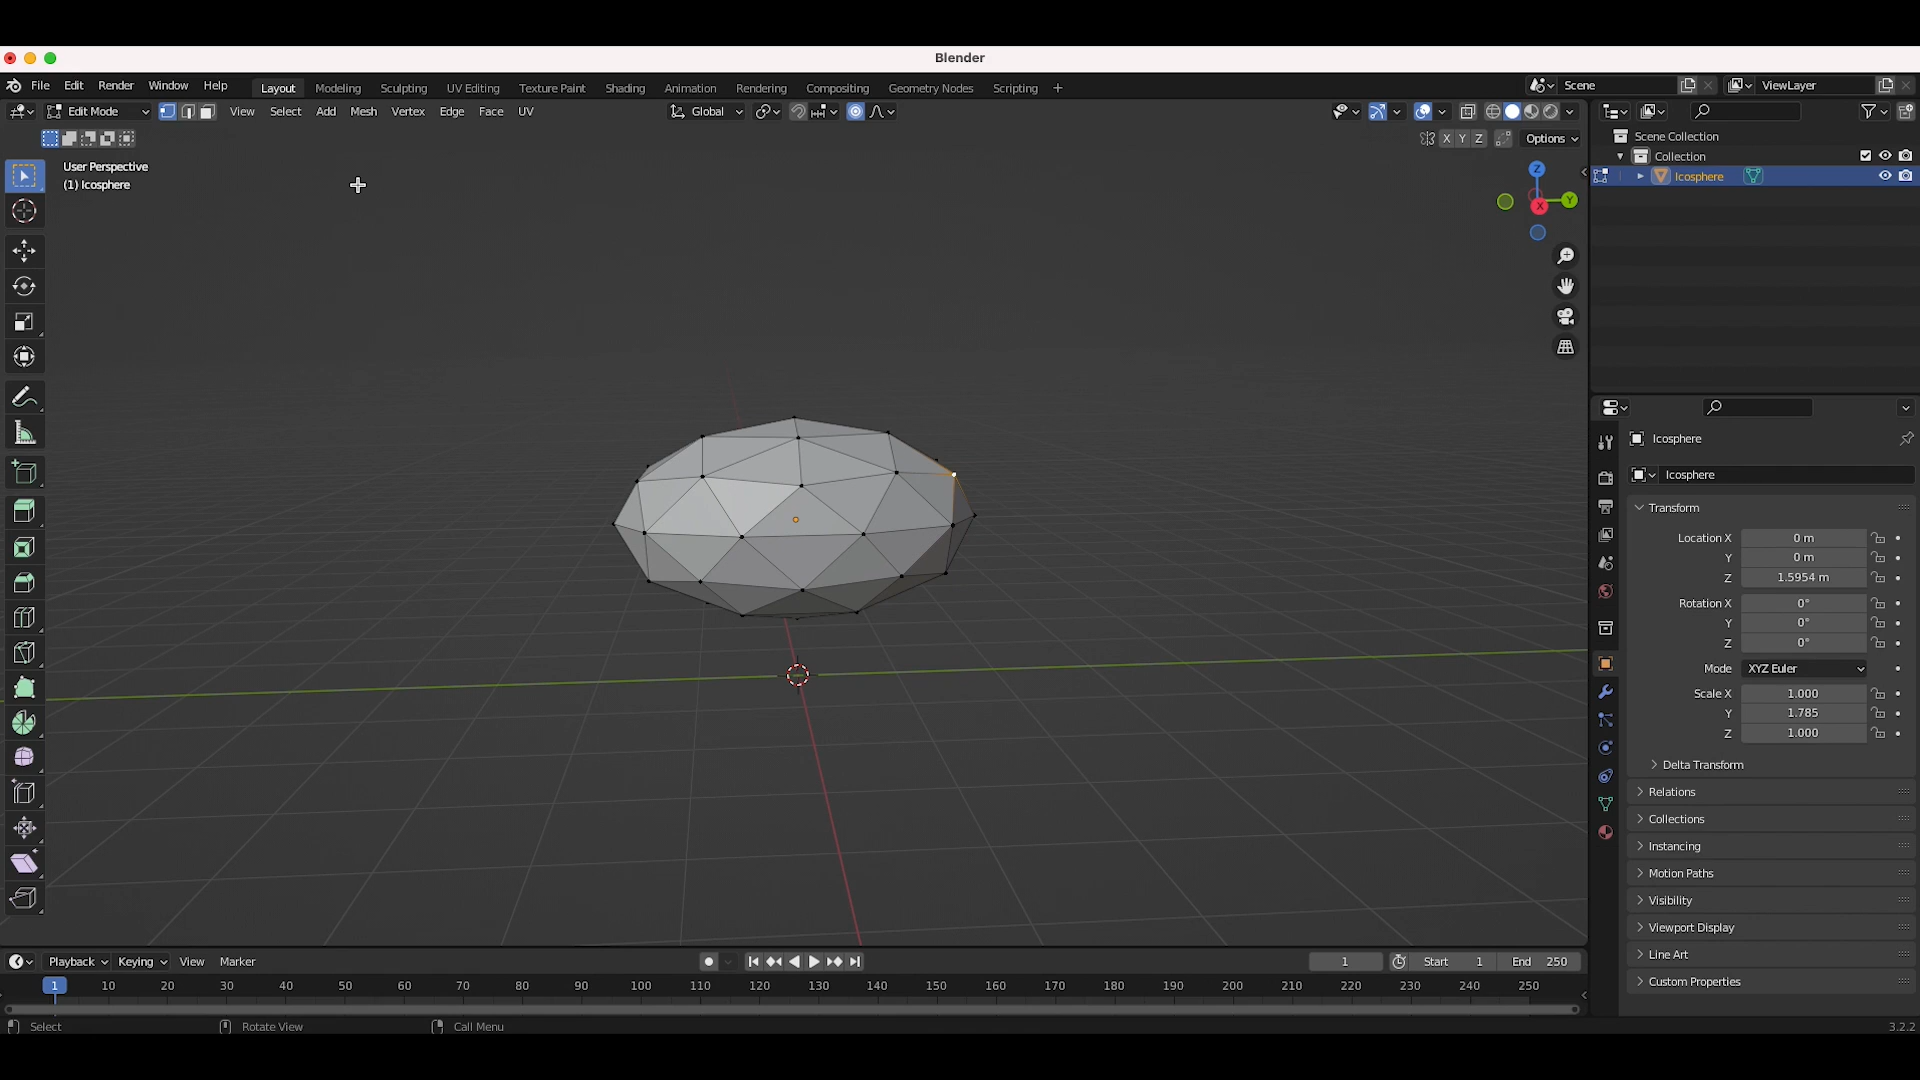 Blender
File Edit Render Window Help Layout Modeling Sculpting UV Editing Texture Paint Shading Animation Rendering Compositing Geometry Nodes Scripting + Scene ViewLayer
Edit Mode View Select Add Mesh Vertex Edge Face UV Global
X Y Z Options
User Perspective
(1) Icosphere
Z
Y
X
Scene Collection
Collection
Icosphere
Icosphere
Icosphere
Transform
Location X 0 m
Y 0 m
Z 1.5954 m
Rotation X 0°
Y 0°
Z 0°
Mode XYZ Euler
Scale X 1.000
Y 1.785
Z 1.000
Delta Transform
Relations
Collections
Instancing
Motion Paths
Visibility
Viewport Display
Line Art
Custom Properties
Playback Keying View Marker 1 Start 1 End 250
1 10 20 30 40 50 60 70 80 90 100 110 120 130 140 150 160 170 180 190 200 210 220 230 240 250
Select Rotate View Call Menu 3.2.2